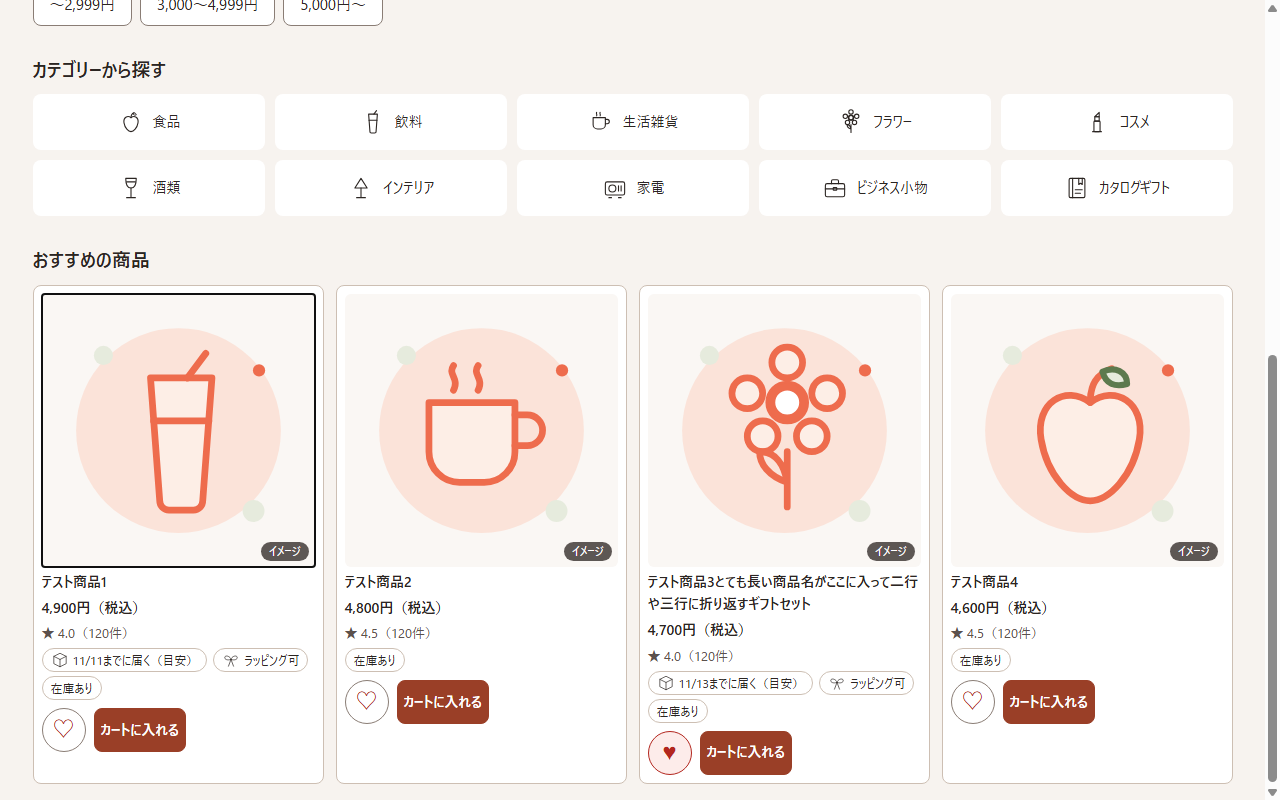 ～2,999円
3,000～4,999円
5,000円～
カテゴリーから探す
食品
飲料
生活雑貨
フラワー
コスメ
酒類
インテリア
家電
ビジネス小物
カタログギフト
おすすめの商品
イメージ
テスト商品1
4,900円（税込）
★ 4.0（120件）
11/11までに届く（目安）
ラッピング可
在庫あり
カートに入れる
イメージ
テスト商品2
4,800円（税込）
★ 4.5（120件）
在庫あり
カートに入れる
イメージ
テスト商品3とても長い商品名がここに入って二行
や三行に折り返すギフトセット
4,700円（税込）
★ 4.0（120件）
11/13までに届く（目安）
ラッピング可
在庫あり
カートに入れる
イメージ
テスト商品4
4,600円（税込）
★ 4.5（120件）
在庫あり
カートに入れる